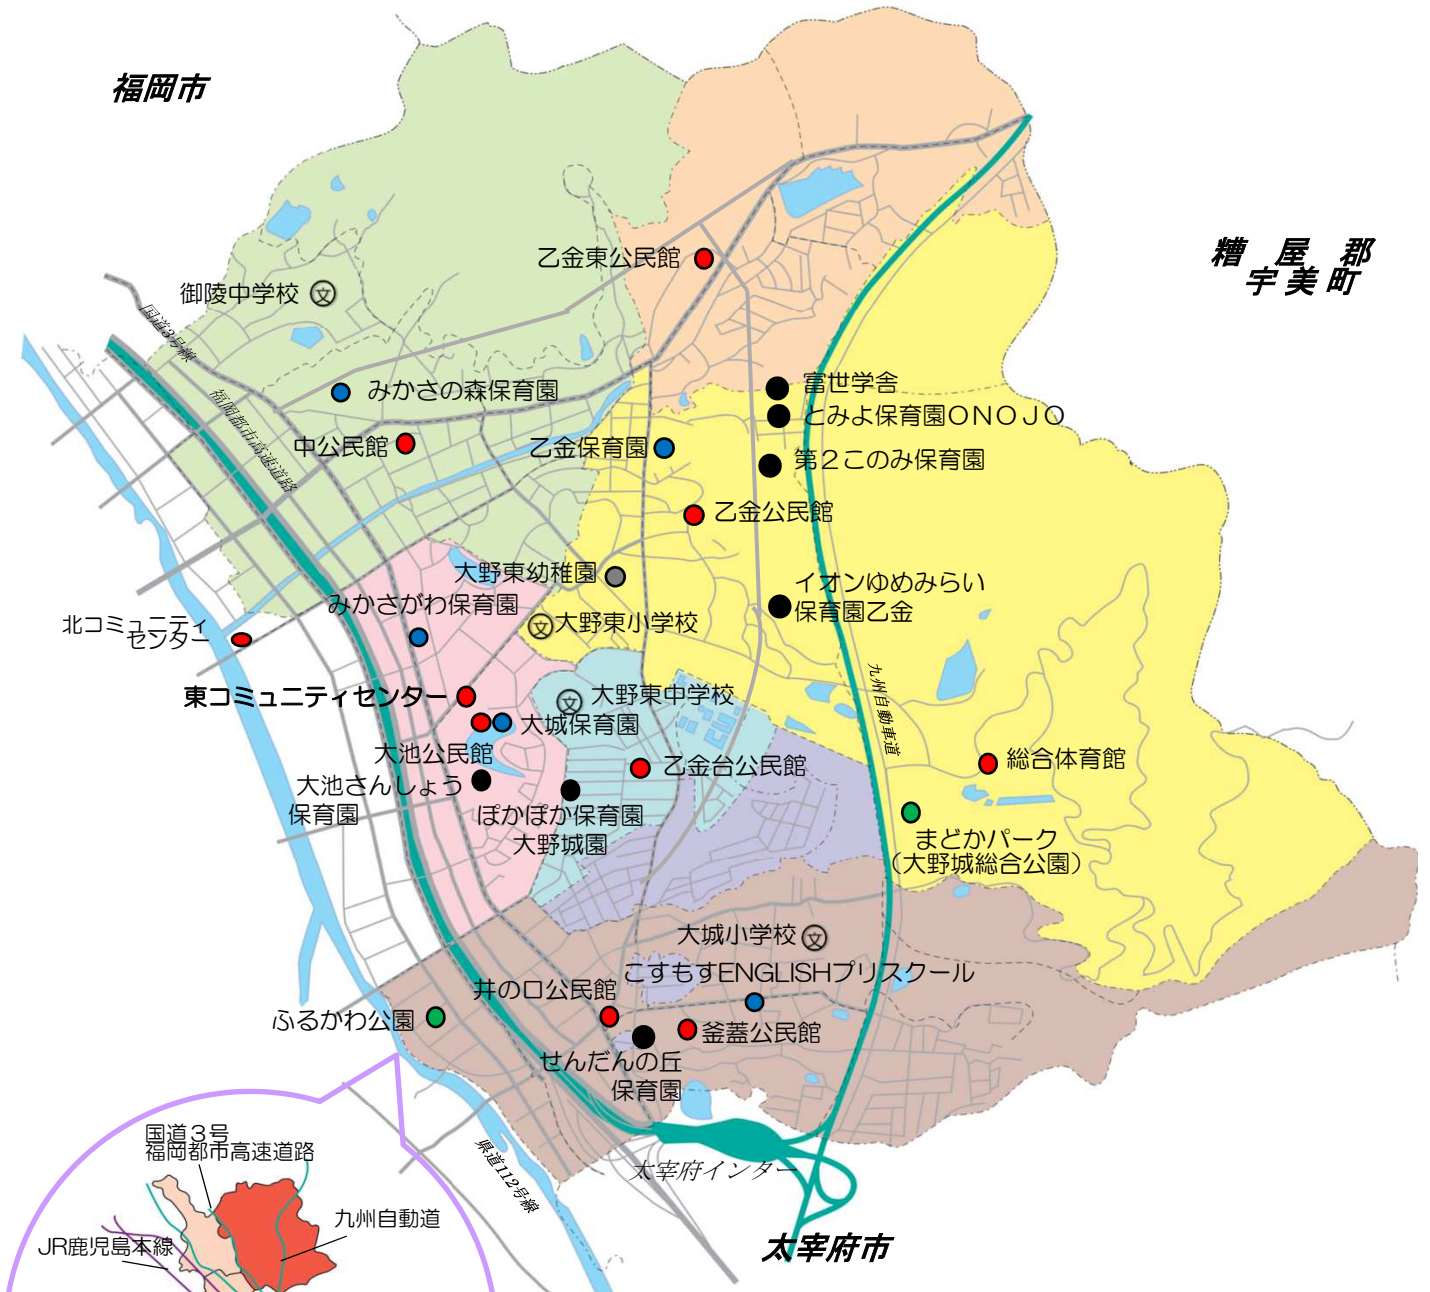 福岡市
糟屋郡
宇美町
乙金東公民館
御陵中学校
国道3号線
福岡都市高速道路
みかさの森保育園
中公民館
富世学舎
とみよ保育園ONOJO
乙金保育園
第2このみ保育園
乙金公民館
大野東幼稚園
イオンゆめみらい
保育園乙金
みかさがわ保育園
大野東小学校
北コミュニティ
センター
九州自動車道
東コミュニティセンター
大野東中学校
大城保育園
大池公民館
乙金台公民館
総合体育館
大池さんしょう
保育園
ぽかぽか保育園
大野城園
まどかパーク
(大野城総合公園)
大城小学校
こすもすENGLISHプリスクール
井の口公民館
ふるかわ公園
釜蓋公民館
せんだんの丘
保育園
国道3号
福岡都市高速道路
県道112号線
太宰府インター
九州自動道
JR鹿児島本線
太宰府市
文
文
文
文